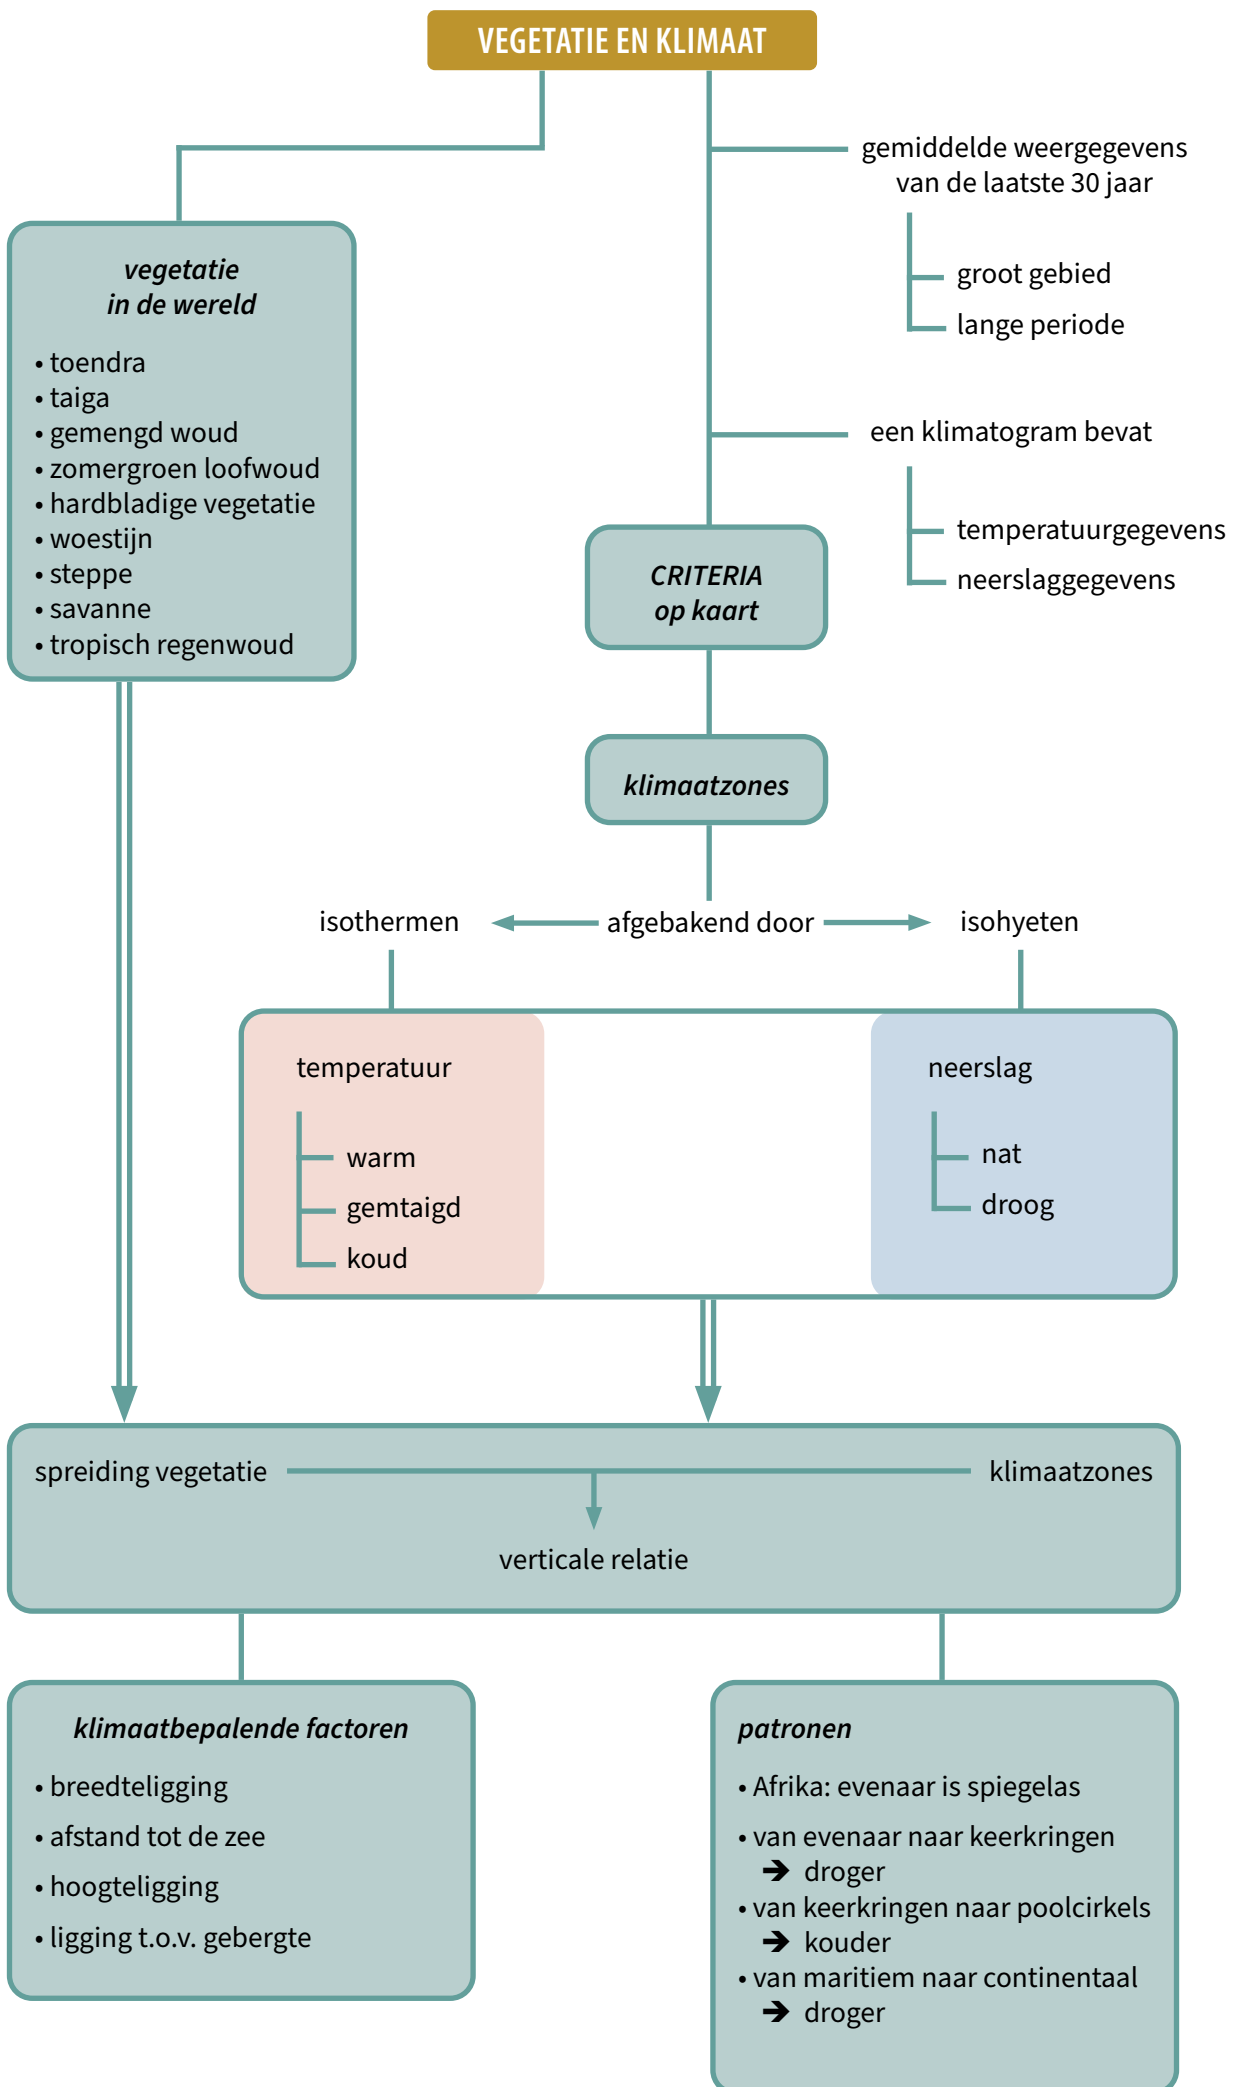 VEGETATIE EN KLIMAAT
gemiddelde weergegevens
van de laatste 30 jaar
groot gebied
lange periode
vegetatie
in de wereld
• toendra
• taiga
• gemengd woud
• zomergroen loofwoud
• hardbladige vegetatie
• woestijn
• steppe
• savanne
• tropisch regenwoud
een klimatogram bevat
temperatuurgegevens
neerslaggegevens
CRITERIA
op kaart
klimaatzones
isothermen
afgebakend door
isohyeten
temperatuur
warm
gemtaigd
koud
neerslag
nat
droog
spreiding vegetatie
klimaatzones
verticale relatie
klimaatbepalende factoren
• breedteligging
• afstand tot de zee
• hoogteligging
• ligging t.o.v. gebergte
patronen
• Afrika: evenaar is spiegelas
• van evenaar naar keerkringen
➔ droger
• van keerkringen naar poolcirkels
➔ kouder
• van maritiem naar continentaal
➔ droger